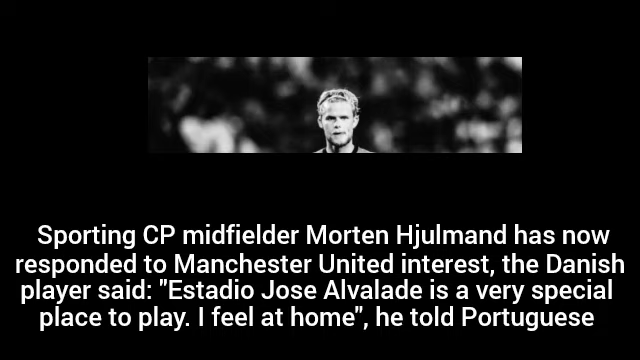 Sporting CP midfielder Morten Hjulmand has now
responded to Manchester United interest, the Danish
player said: "Estadio Jose Alvalade is a very special
place to play. I feel at home", he told Portuguese